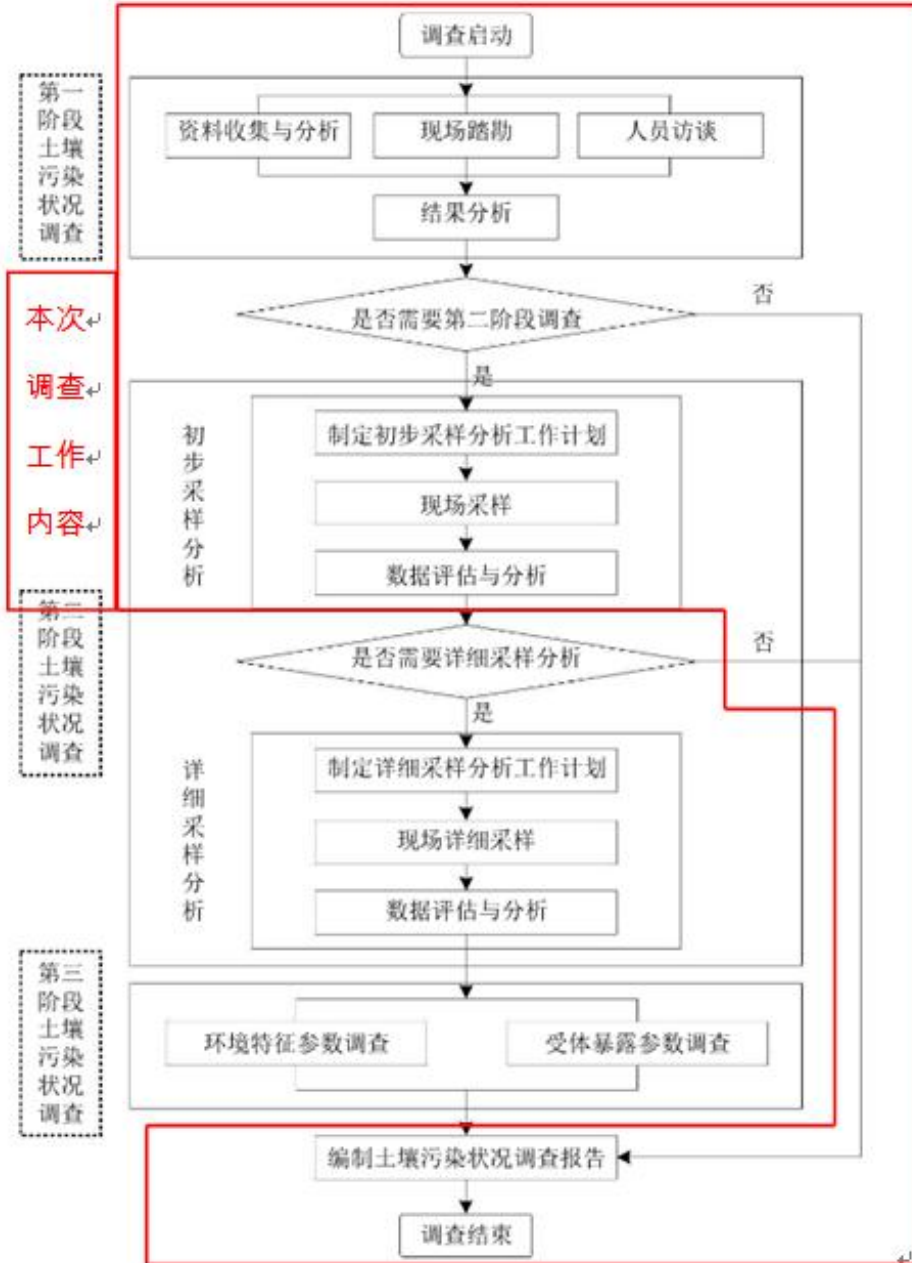 调查启动
第一
阶段
土壤
污染
状况
调查
资料收集与分析
现场踏勘
人员访谈
结果分析
是否需要第二阶段调查
否
是
本次
调查
工作
内容
初步采样分析
制定初步采样分析工作计划
现场采样
数据评估与分析
第二
阶段
土壤
污染
状况
调查
是否需要详细采样分析
否
是
详细采样分析
制定详细采样分析工作计划
现场详细采样
数据评估与分析
第三
阶段
土壤
污染
状况
调查
环境特征参数调查
受体暴露参数调查
编制土壤污染状况调查报告
调查结束